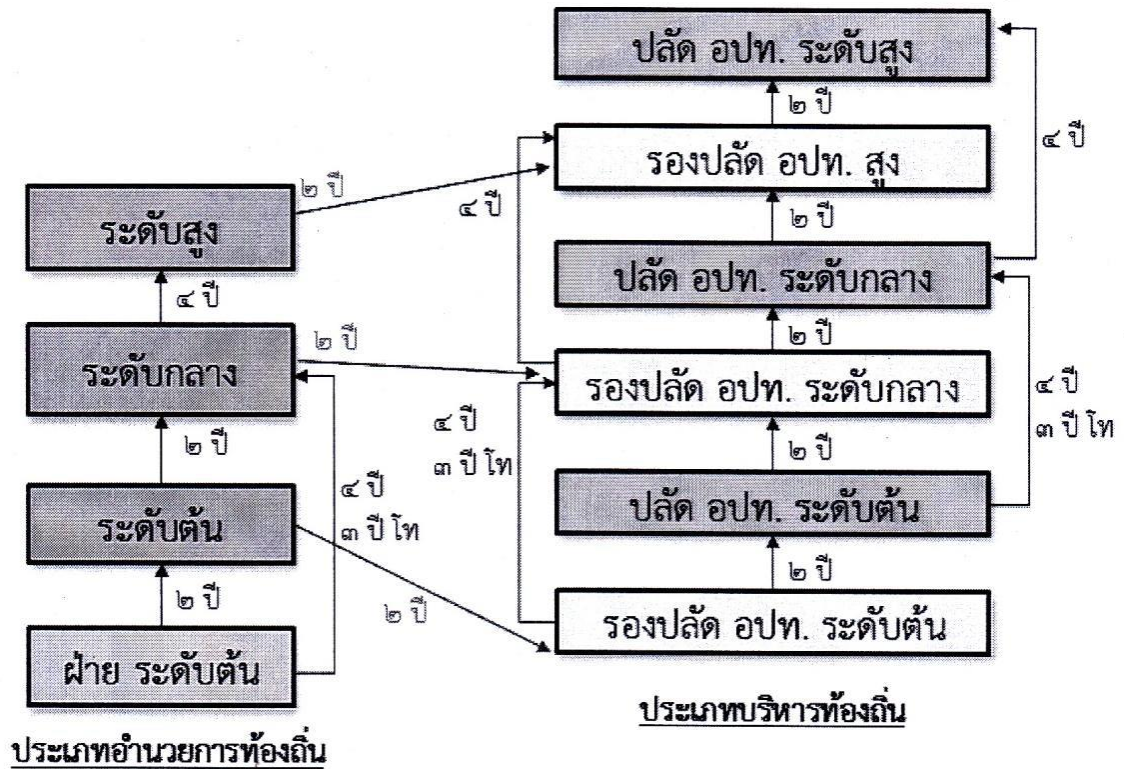 ปลัด อปท. ระดับสูง
๒ ปี
๔ ปี
รองปลัด อปท. สูง
๒ ปี
๔ ปี
ระดับสูง
๒ ปี
ปลัด อปท. ระดับกลาง
๔ ปี
๒ ปี
๒ ปี
ระดับกลาง
รองปลัด อปท. ระดับกลาง
๔ ปี
๓ ปี โท
๔ ปี
๓ ปี โท
๒ ปี
๒ ปี
ระดับต้น
๔ ปี
๓ ปี โท
ปลัด อปท. ระดับต้น
๒ ปี
๒ ปี
๒ ปี
รองปลัด อปท. ระดับต้น
ฝ่าย ระดับต้น
ประเภทบริหารท้องถิ่น
ประเภทอำนวยการท้องถิ่น